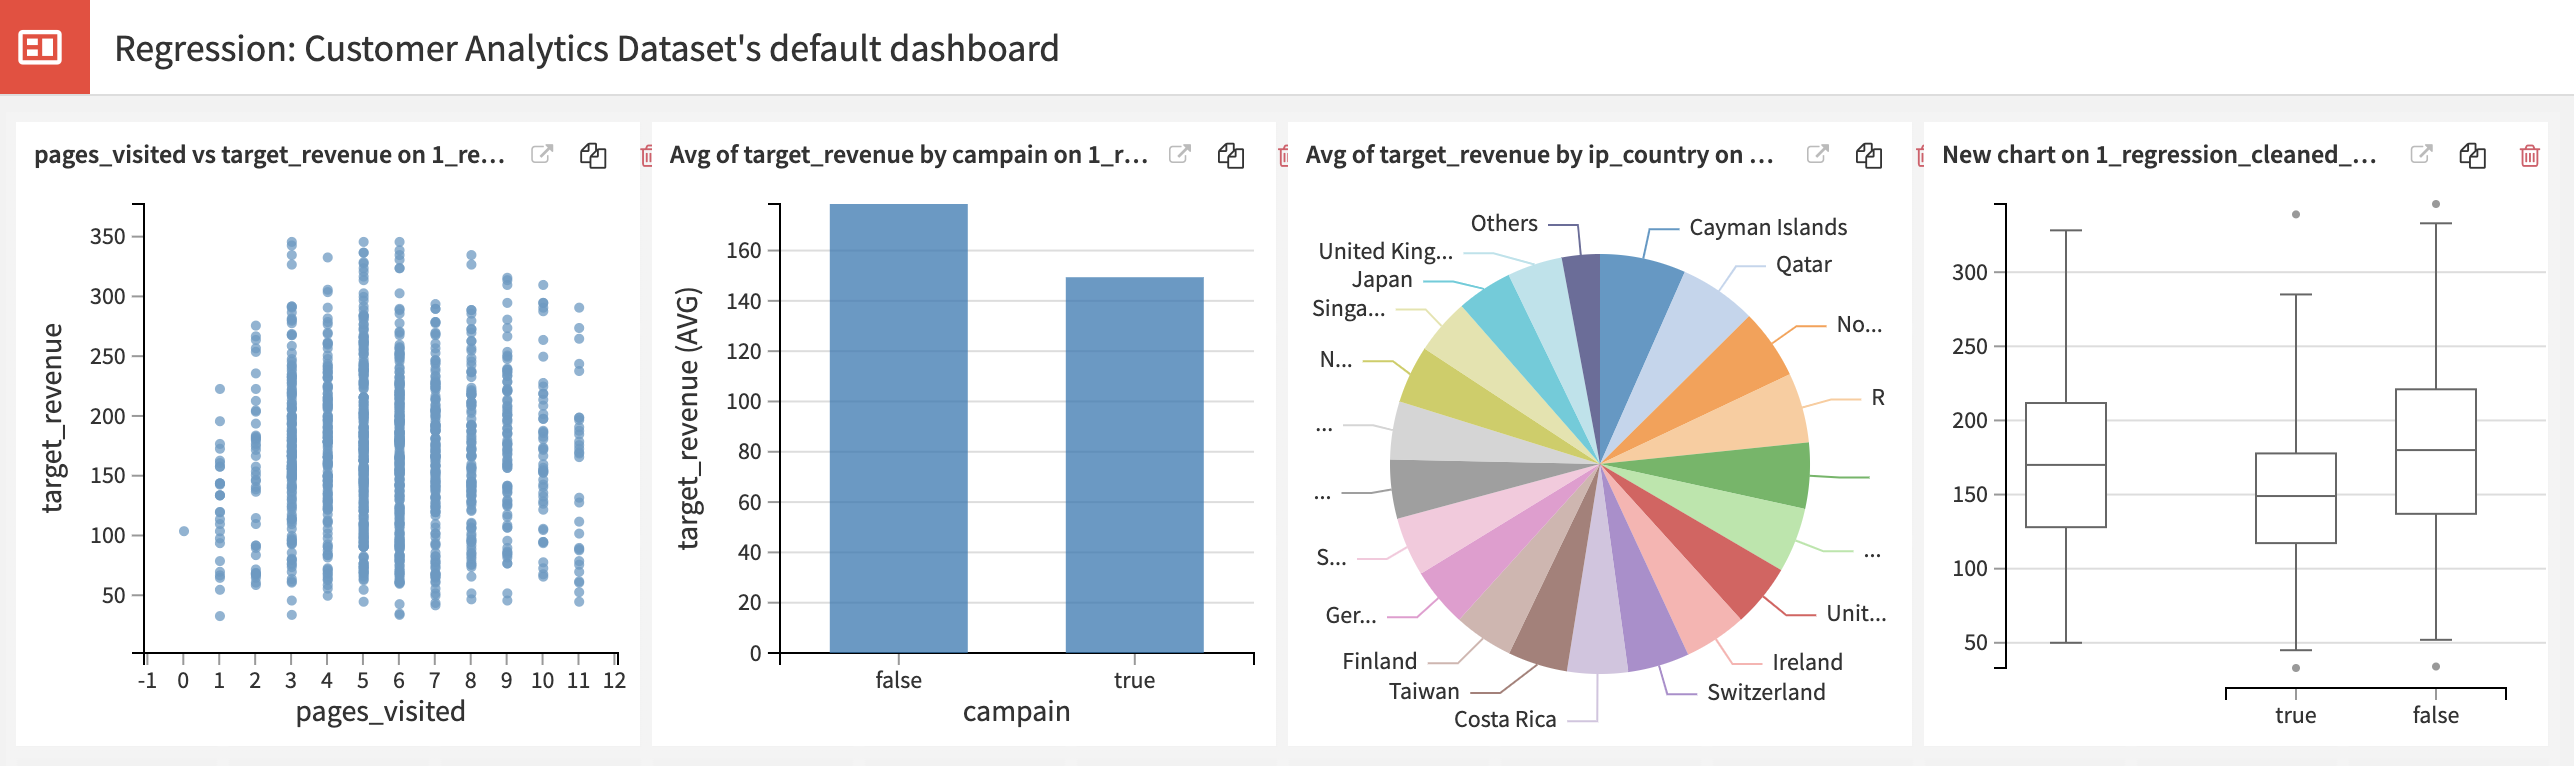 Regression: Customer Analytics Dataset's default dashboard
pages_visited vs target_revenue on 1_re...
target_revenue
350
300
250
200
150
100
50
-1 0 1 2 3 4 5 6 7 8 9 10 11 12
pages_visited
Avg of target_revenue by campain on 1_r...
target_revenue (AVG)
160
140
120
100
80
60
40
20
0
false true
campain
Avg of target_revenue by ip_country on ...
Others
Cayman Islands
United King...
Qatar
Japan
Singa...
No...
N...
R
...
...
...
S...
Unit...
Ger...
Finland
Ireland
Taiwan
Switzerland
Costa Rica
New chart on 1_regression_cleaned_...
300
250
200
150
100
50
true false